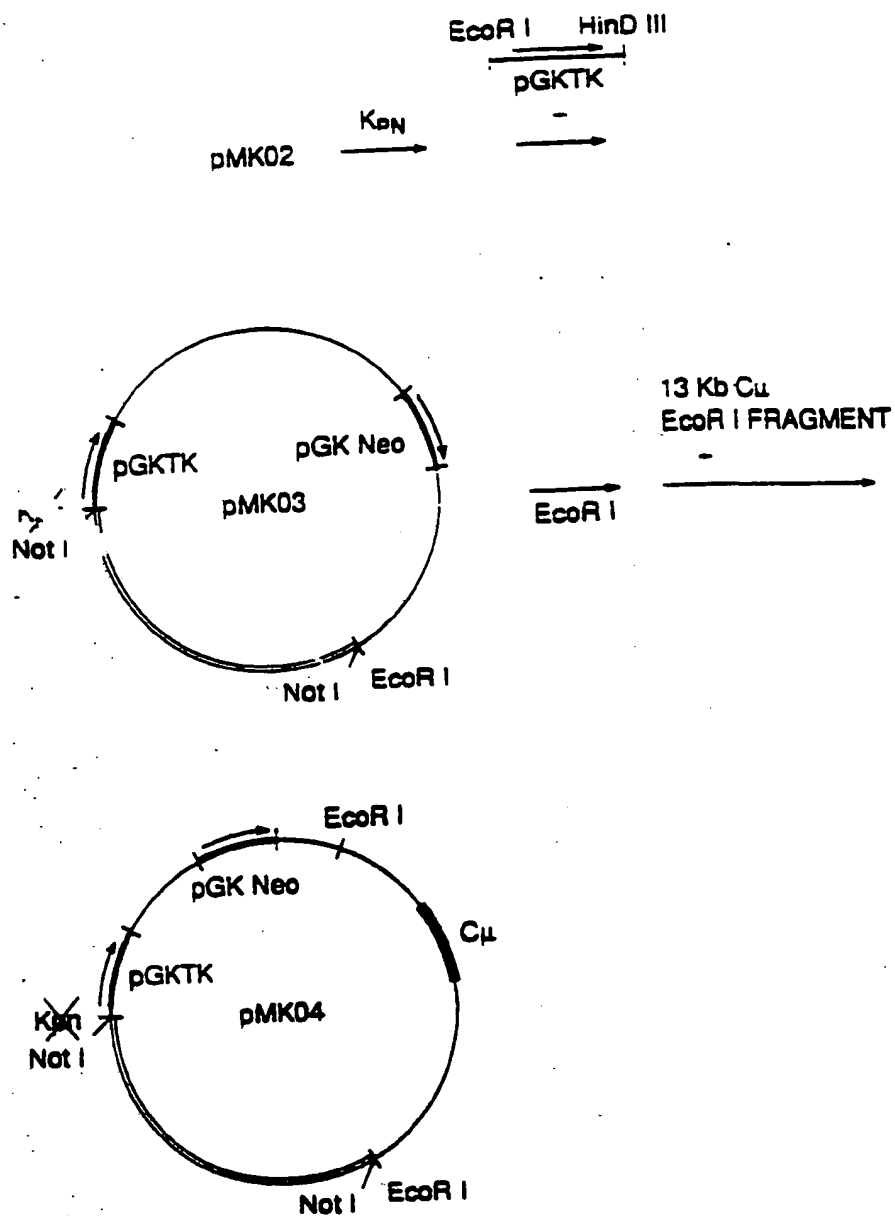 EcoR I HinD III
pGKTK
KPN
pMK02
13 Kb Cµ
EcoR I FRAGMENT
pGKTK
pGK Neo
pMK03
EcoR I
Not I
Not I EcoR I
EcoR I
pGK Neo
Cµ
pGKTK
Kpn
pMK04
Not I
Not I EcoR I